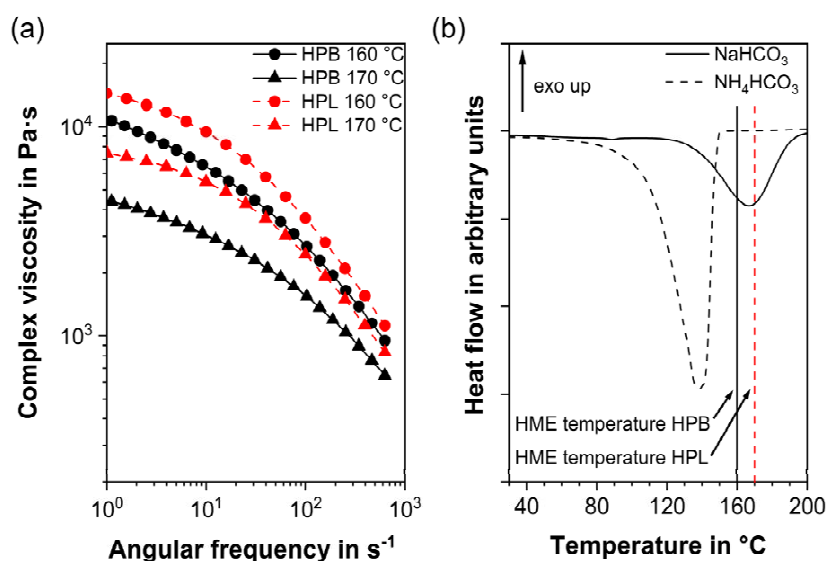 (a)
HPB 160 °C
HPB 170 °C
HPL 160 °C
HPL 170 °C
10⁴
10³
Complex viscosity in Pa·s
10⁰ 10¹ 10² 10³
Angular frequency in s⁻¹
(b)
NaHCO₃
NH₄HCO₃
exo up
Heat flow in arbitrary units
HME temperature HPB
HME temperature HPL
40 80 120 160 200
Temperature in °C